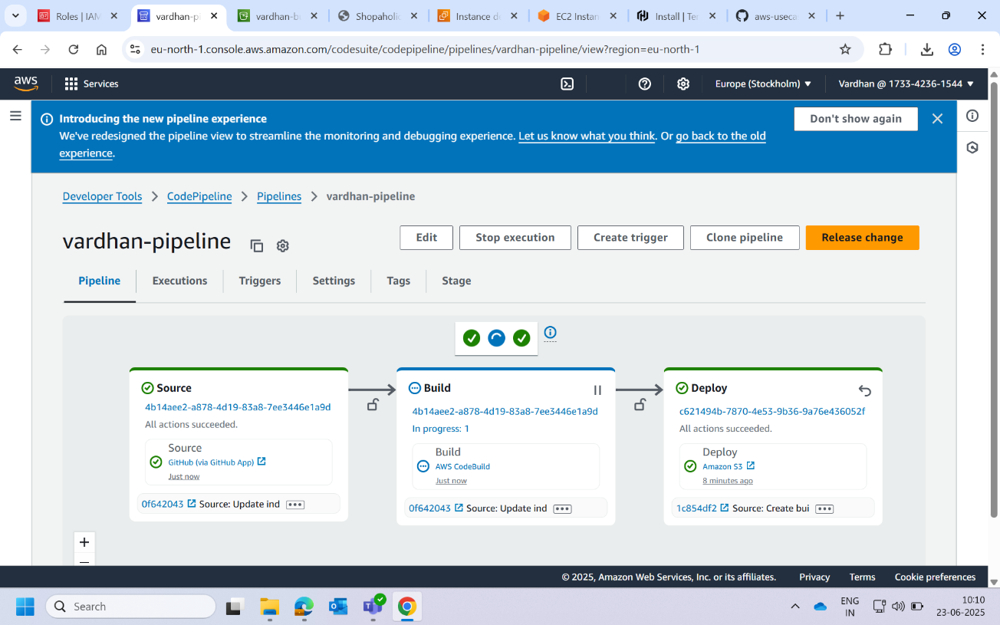 Roles | IAM
vardhan-pi
vardhan-bu
Shopaholic
Instance de
EC2 Instan
Install | Ter
aws-useca
eu-north-1.console.aws.amazon.com/codesuite/codepipeline/pipelines/vardhan-pipeline/view?region=eu-north-1
aws
Services
Europe (Stockholm)
Vardhan @ 1733-4236-1544
Introducing the new pipeline experience
We've redesigned the pipeline view to streamline the monitoring and debugging experience. Let us know what you think. Or go back to the old
experience.
Don't show again
Developer Tools
CodePipeline
Pipelines
vardhan-pipeline
vardhan-pipeline
Edit
Stop execution
Create trigger
Clone pipeline
Release change
Pipeline
Executions
Triggers
Settings
Tags
Stage
Source
4b14aee2-a878-4d19-83a8-7ee3446e1a9d
All actions succeeded.
Source
GitHub (via GitHub App)
Just now
0f642043 Source: Update ind
Build
4b14aee2-a878-4d19-83a8-7ee3446e1a9d
In progress: 1
Build
AWS CodeBuild
Just now
0f642043 Source: Update ind
Deploy
c621494b-7870-4e53-9b36-9a76e436052f
All actions succeeded.
Deploy
Amazon S3
8 minutes ago
1c854df2 Source: Create bui
© 2025, Amazon Web Services, Inc. or its affiliates.
Privacy
Terms
Cookie preferences
Search
ENG
IN
10:10
23-06-2025